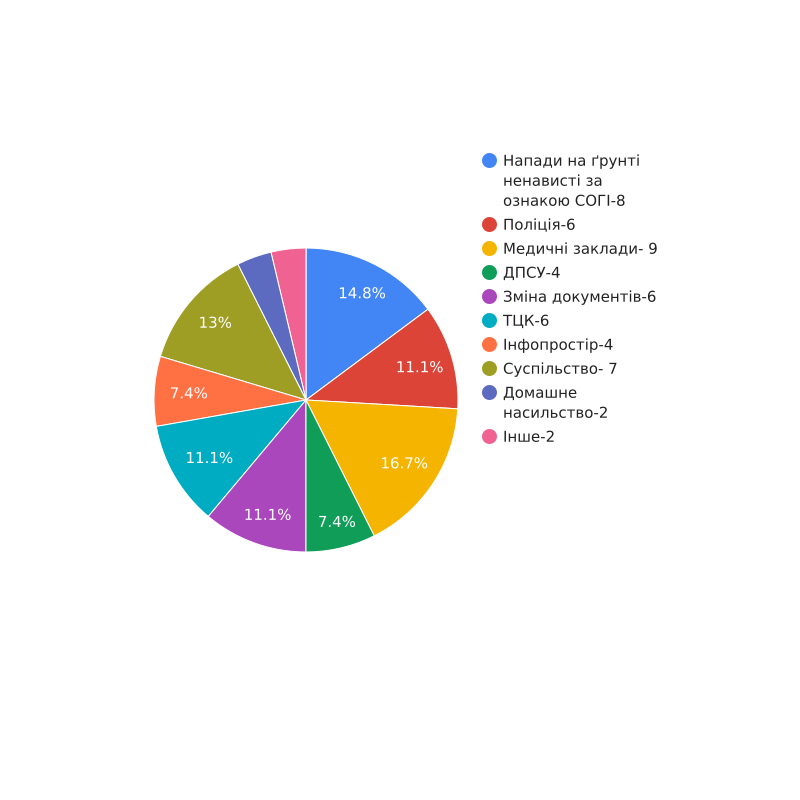 Напади на ґрунті
ненависті за
ознакою СОГІ-8
Поліція-6
Медичні заклади- 9
ДПСУ-4
Зміна документів-6
ТЦК-6
Інфопростір-4
Суспільство- 7
Домашне
насильство-2
Інше-2
14.8%
11.1%
16.7%
7.4%
11.1%
11.1%
7.4%
13%